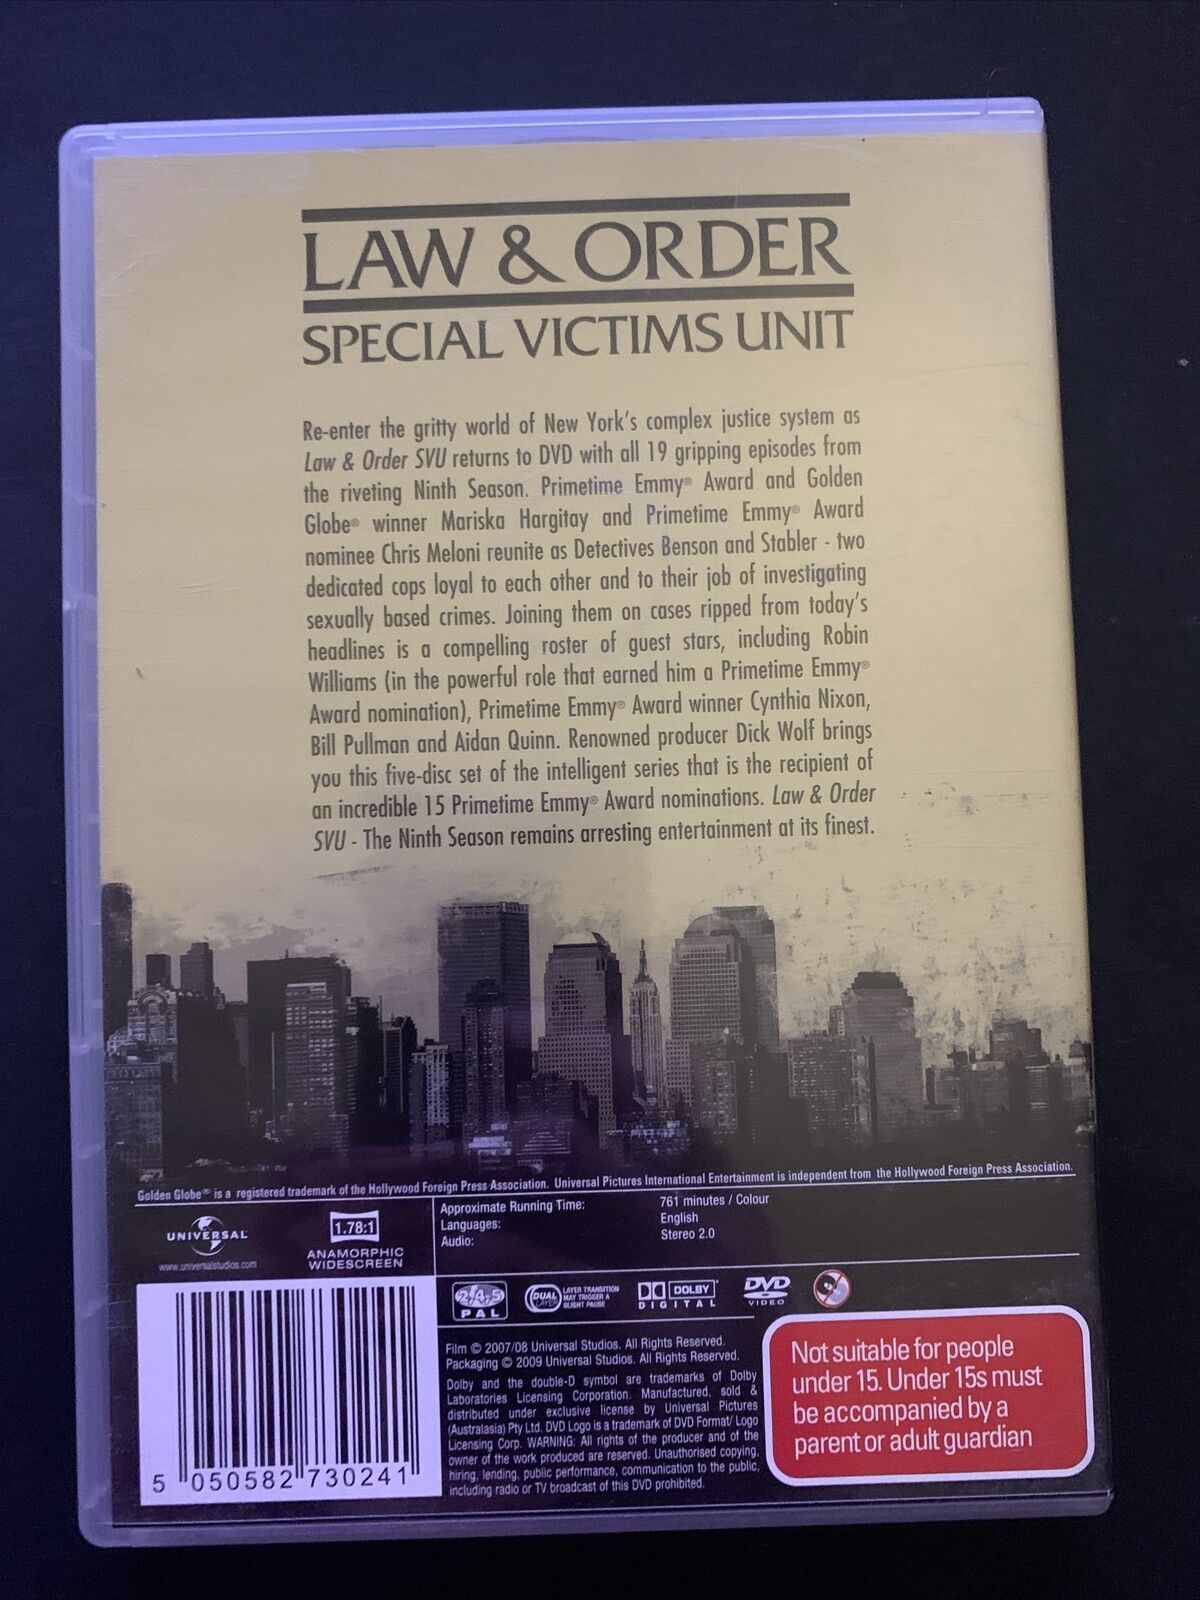 LAW & ORDER
SPECIAL VICTIMS UNIT
Re-enter the gritty world of New York's complex justice system as
Law & Order SVU returns to DVD with all 19 gripping episodes from
the riveting Ninth Season. Primetime Emmy® Award and Golden
Globe® winner Mariska Hargitay and Primetime Emmy® Award
nominee Chris Meloni reunite as Detectives Benson and Stabler - two
dedicated cops loyal to each other and to their job of investigating
sexually based crimes. Joining them on cases ripped from today's
headlines is a compelling roster of guest stars, including Robin
Williams (in the powerful role that earned him a Primetime Emmy®
Award nomination), Primetime Emmy® Award winner Cynthia Nixon,
Bill Pullman and Aidan Quinn. Renowned producer Dick Wolf brings
you this five-disc set of the intelligent series that is the recipient of
an incredible 15 Primetime Emmy® Award nominations. Law & Order
SVU - The Ninth Season remains arresting entertainment at its finest.
Golden Globe® is a registered trademark of the Hollywood Foreign Press Association. Universal Pictures International Entertainment is independent from the Hollywood Foreign Press Association.
UNIVERSAL
www.universalstudios.com
1.78:1
ANAMORPHIC
WIDESCREEN
Approximate Running Time: 761 minutes / Colour
Languages: English
Audio: Stereo 2.0
2·4·5
PAL
DUAL
LAYER
LAYER TRANSITION
MAY TRIGGER A
SLIGHT PAUSE
DOLBY
DIGITAL
DVD
VIDEO
Film © 2007/08 Universal Studios. All Rights Reserved.
Packaging © 2009 Universal Studios. All Rights Reserved.
Dolby and the double-D symbol are trademarks of Dolby
Laboratories Licensing Corporation. Manufactured, sold &
distributed under exclusive license by Universal Pictures
(Australasia) Pty Ltd. DVD Logo is a trademark of DVD Format/ Logo
Licensing Corp. WARNING: All rights of the producer and of the
owner of the work produced are reserved. Unauthorised copying,
hiring, lending, public performance, communication to the public,
including radio or TV broadcast of this DVD prohibited.
Not suitable for people
under 15. Under 15s must
be accompanied by a
parent or adult guardian
5 050582 730241